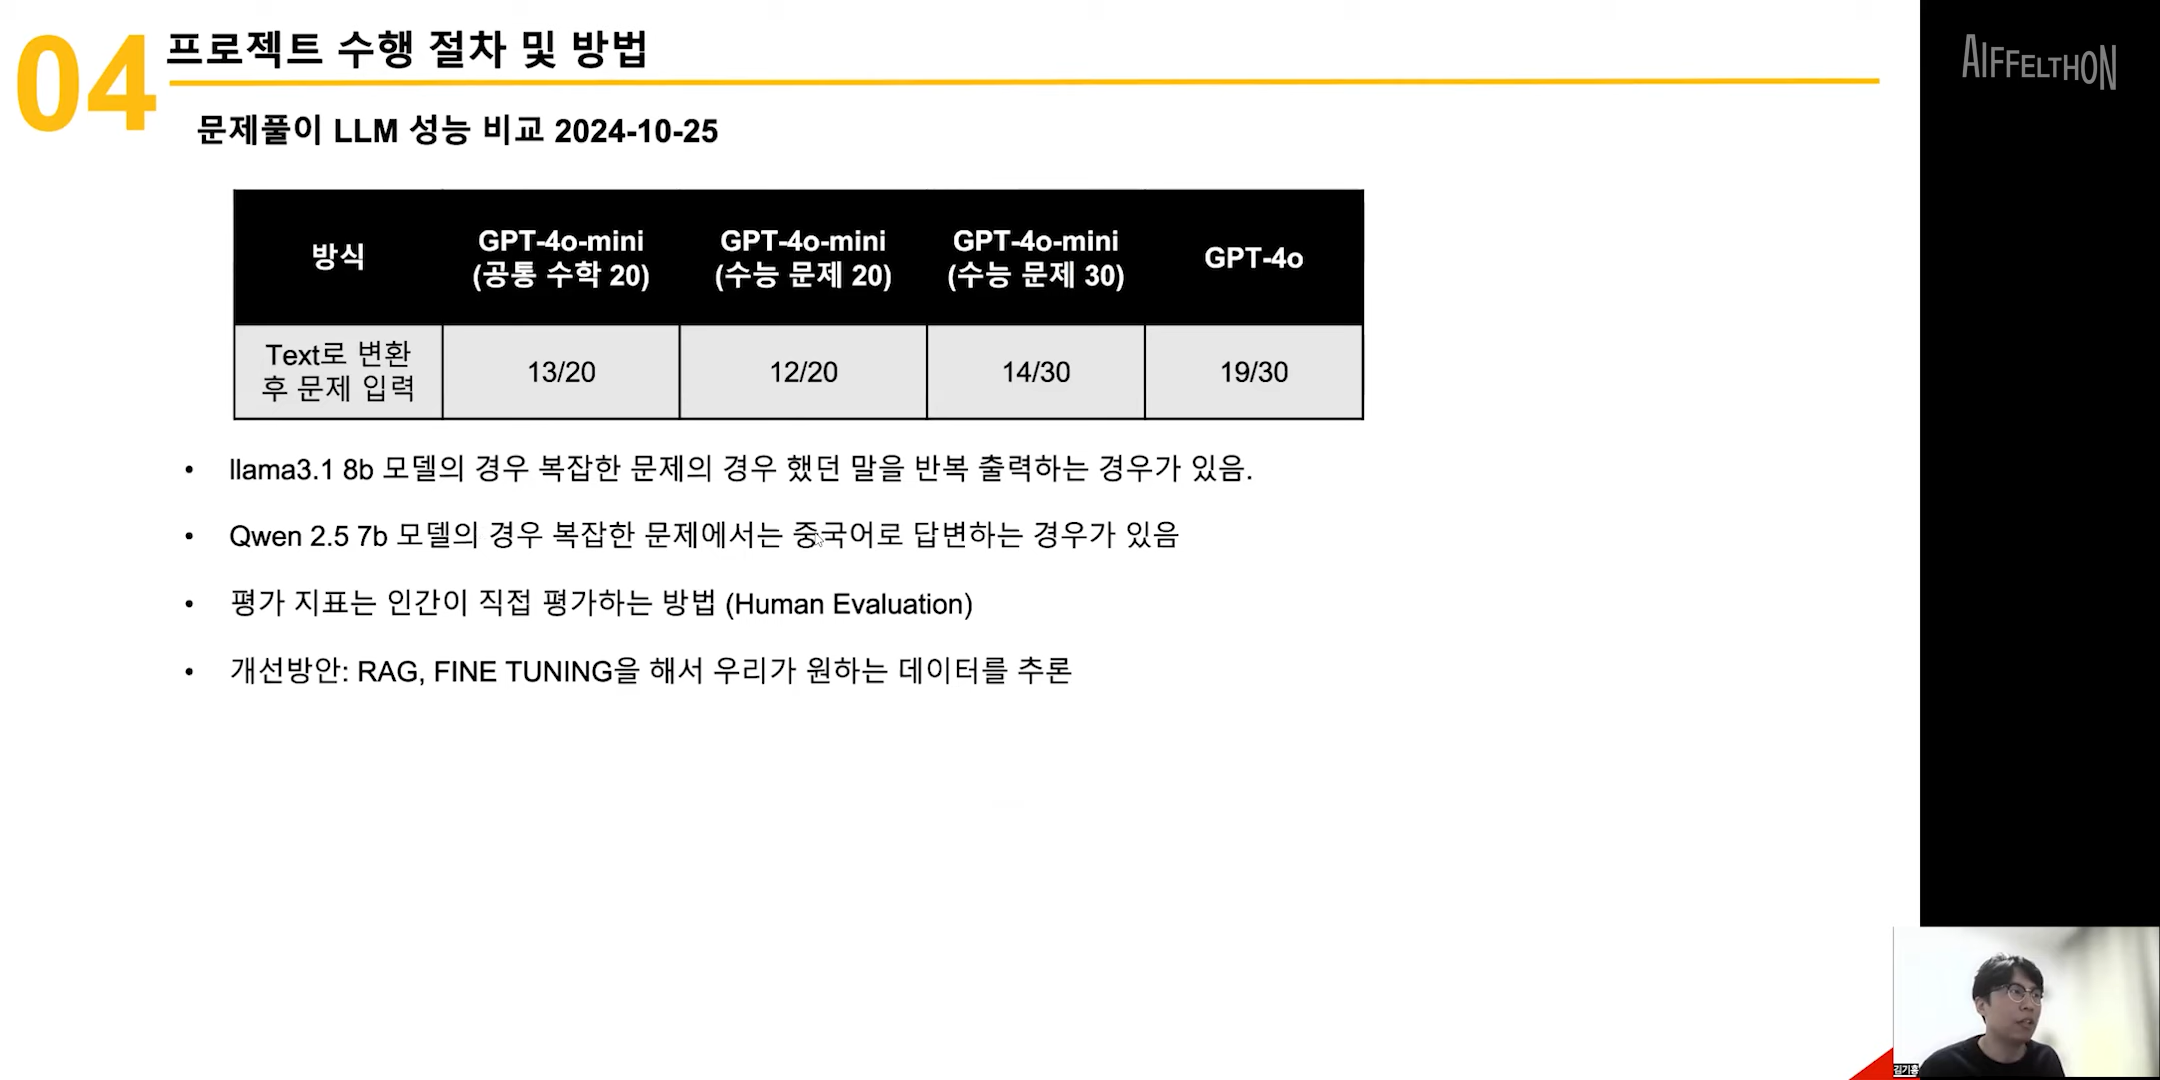 04
프로젝트 수행 절차 및 방법
AIFFELTHON
문제풀이 LLM 성능 비교 2024-10-25
방식
GPT-4o-mini
(공통 수학 20)
GPT-4o-mini
(수능 문제 20)
GPT-4o-mini
(수능 문제 30)
GPT-4o
Text로 변환
후 문제 입력
13/20
12/20
14/30
19/30
• llama3.1 8b 모델의 경우 복잡한 문제의 경우 했던 말을 반복 출력하는 경우가 있음.
• Qwen 2.5 7b 모델의 경우 복잡한 문제에서는 중국어로 답변하는 경우가 있음
• 평가 지표는 인간이 직접 평가하는 방법 (Human Evaluation)
• 개선방안: RAG, FINE TUNING을 해서 우리가 원하는 데이터를 추론
김기홍